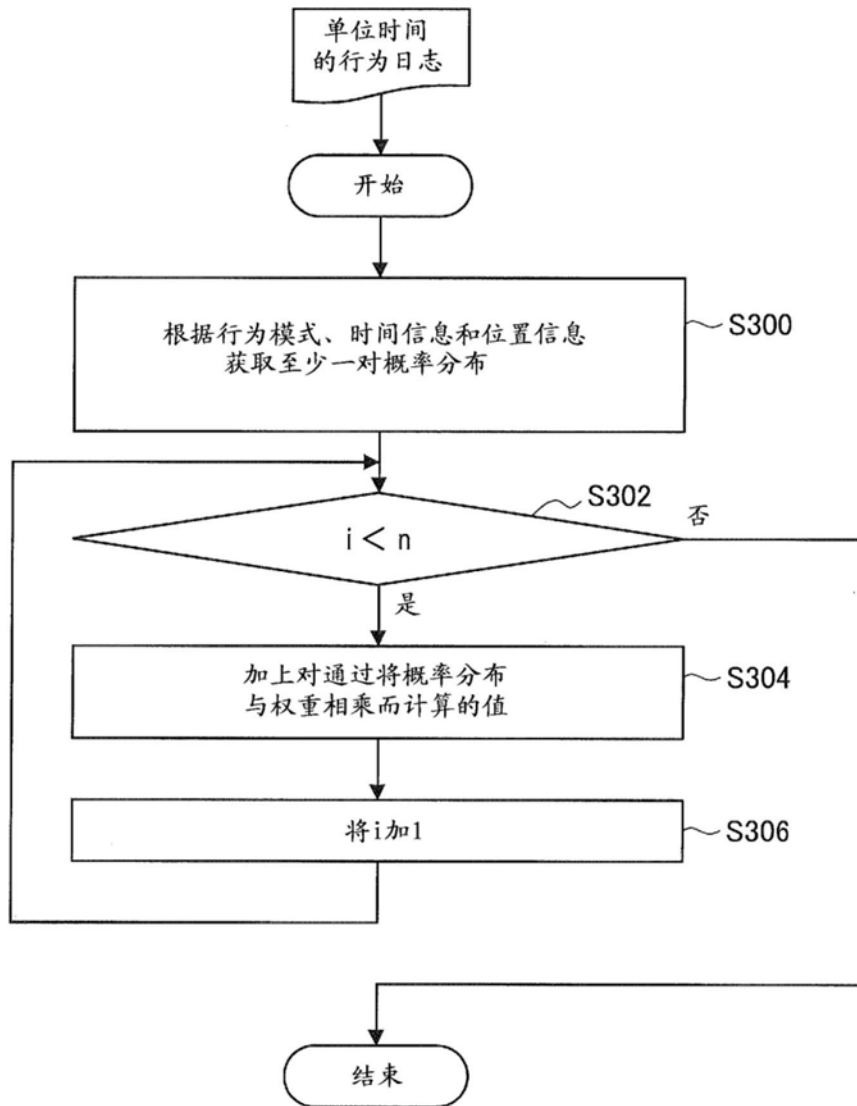 单位时间
的行为日志
开始
根据行为模式、时间信息和位置信息
获取至少一对概率分布
S300
i<n
S302
否
是
加上对通过将概率分布
与权重相乘而计算的值
S304
将i加1
S306
结束